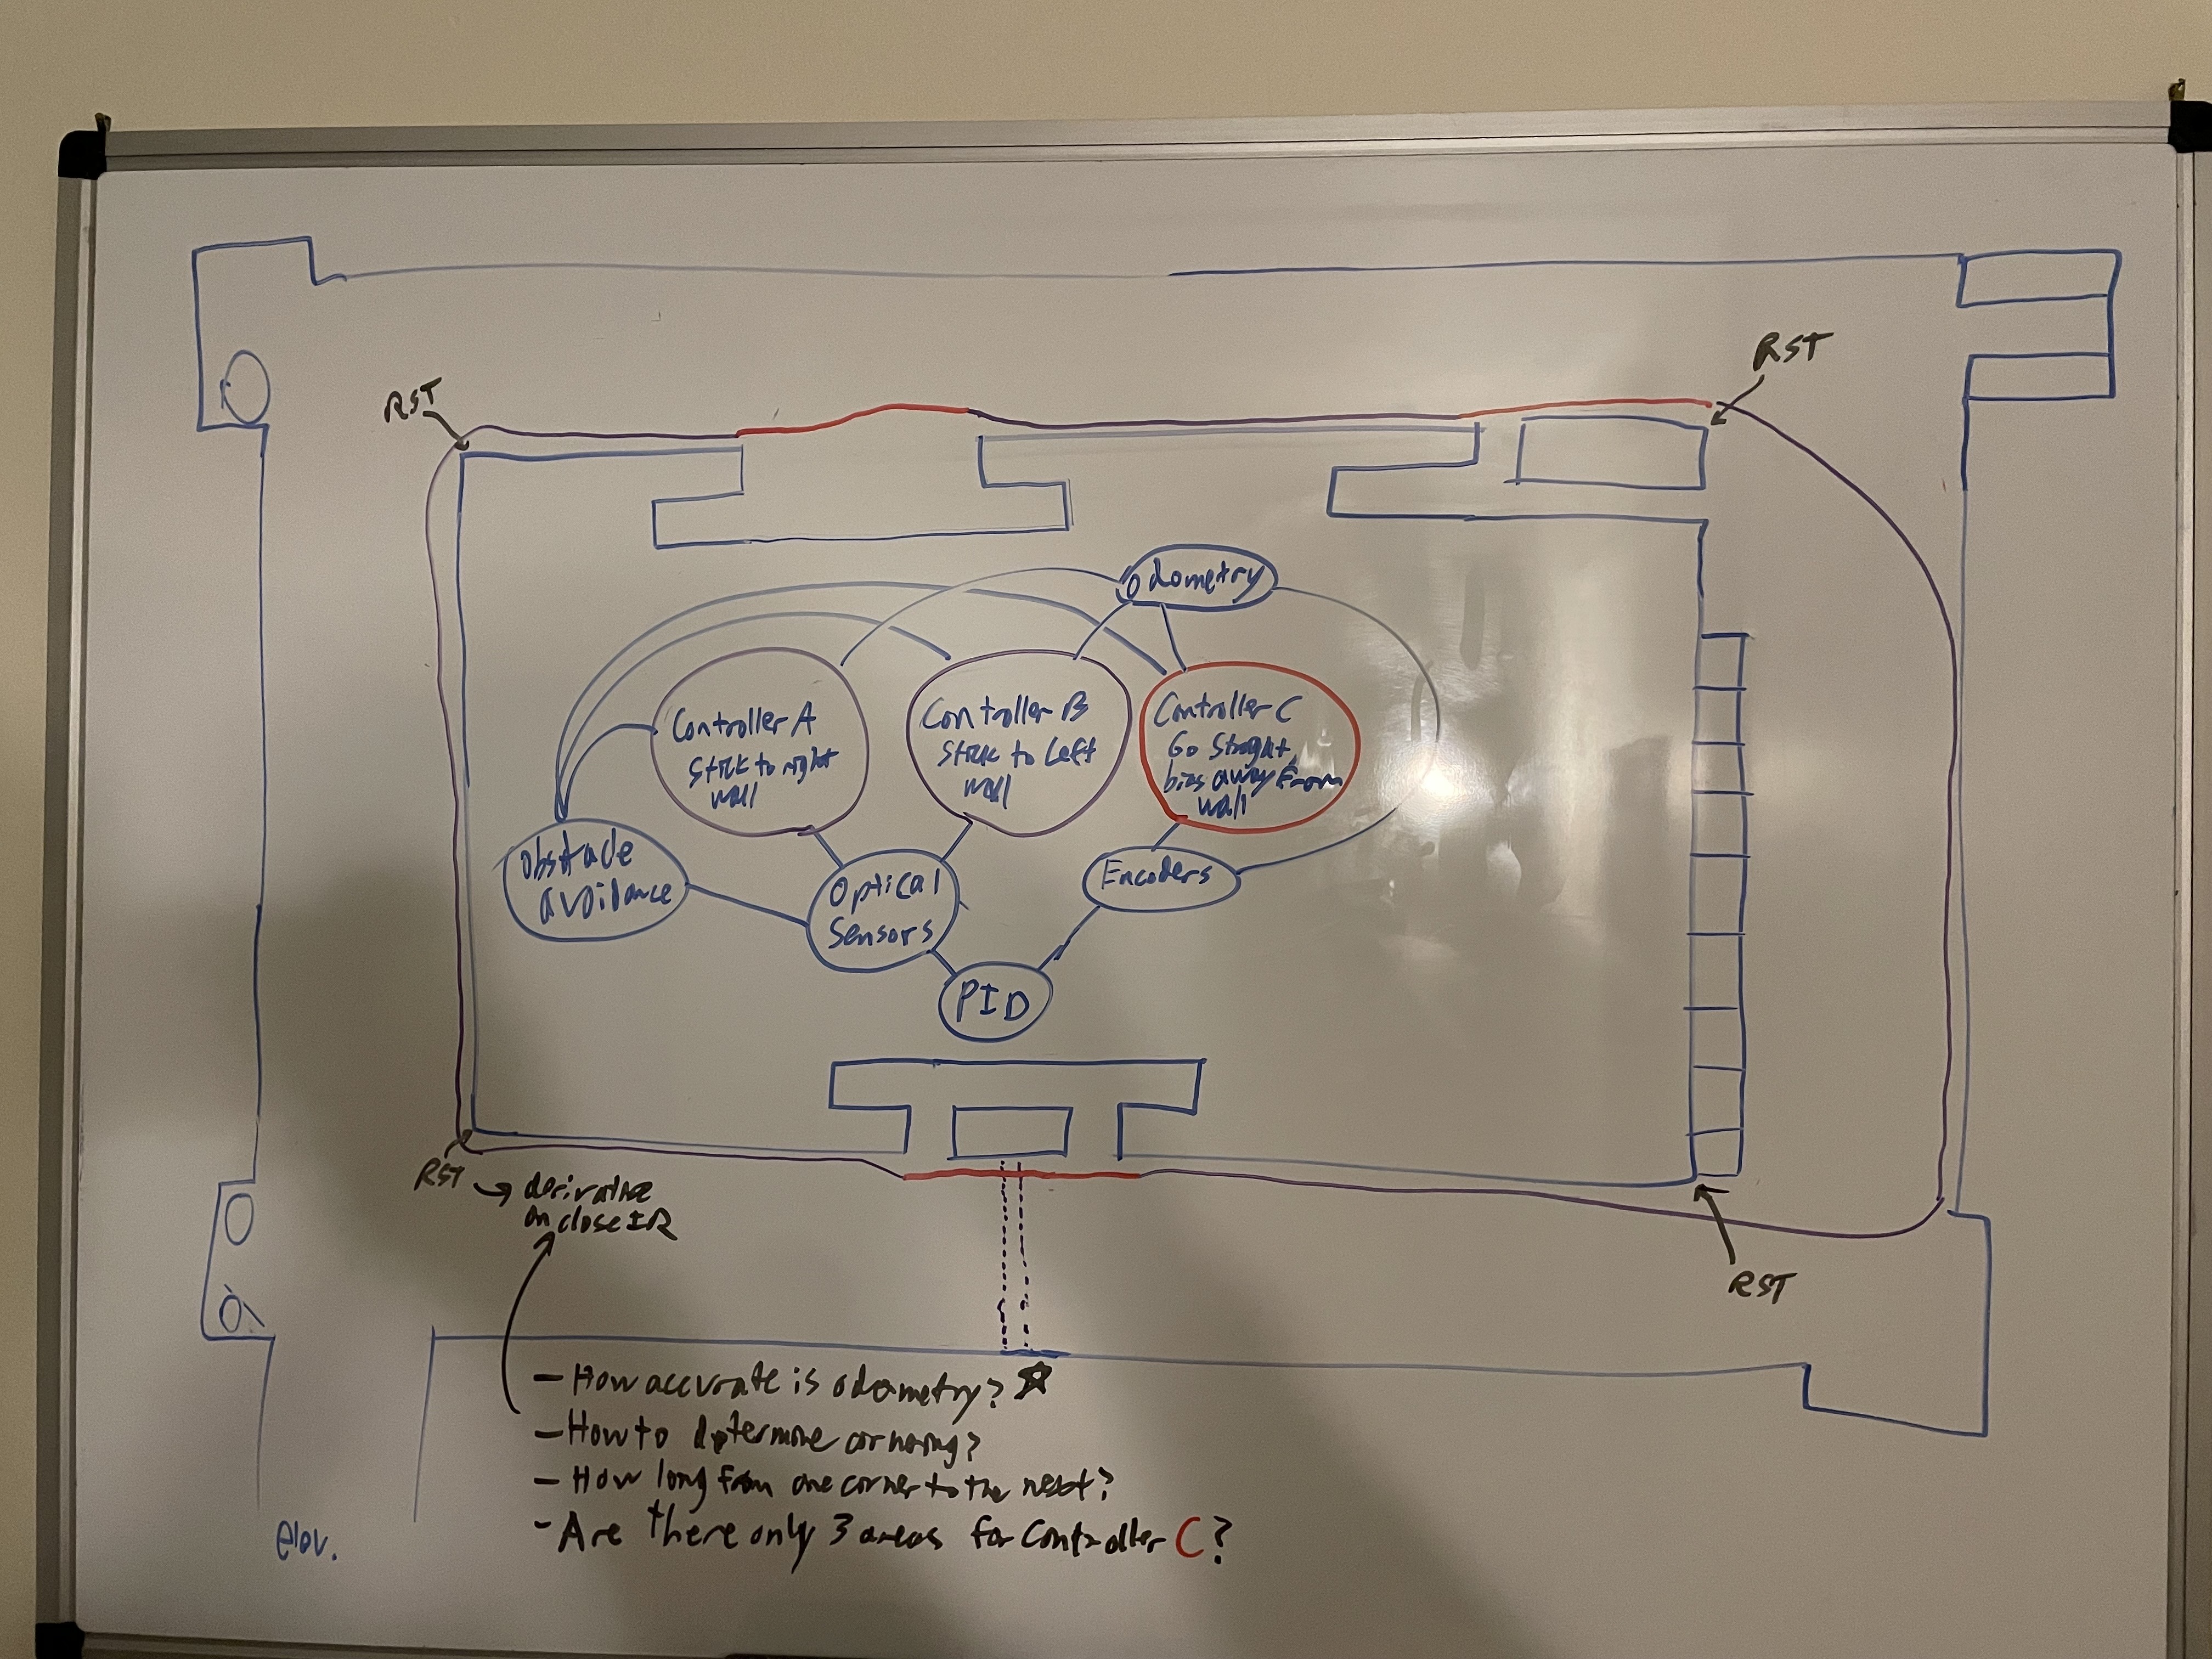 RST
RST
Odometry
Controller A
Stick to right
wall
Controller B
Stick to Left
wall
Controller C
Go Straight,
bias away From
wall
Obstacle
avoidance
Optical
Sensors
Encoders
PID
RST → derivative
on close IR
RST
- How accurate is odometry? ☆
- How to determine cornering?
- How long from one corner to the next?
- Are there only 3 areas for Controller C?
elev.